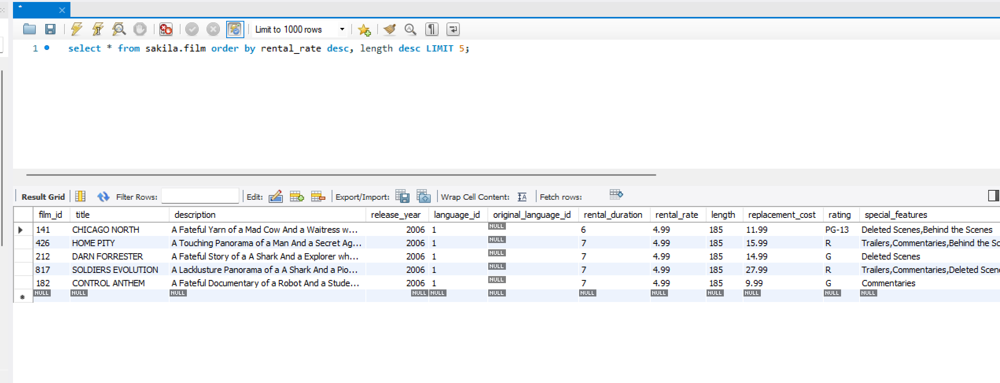 *
Limit to 1000 rows
1 select * from sakila.film order by rental_rate desc, length desc LIMIT 5;
Result Grid Filter Rows: Edit: Export/Import: Wrap Cell Content: Fetch rows:
film_id title description release_year language_id original_language_id rental_duration rental_rate length replacement_cost rating special_features
141 CHICAGO NORTH A Fateful Yarn of a Mad Cow And a Waitress w... 2006 1 NULL 6 4.99 185 11.99 PG-13 Deleted Scenes,Behind the Scenes
426 HOME PITY A Touching Panorama of a Man And a Secret Ag... 2006 1 NULL 7 4.99 185 15.99 R Trailers,Commentaries,Behind the Sc
212 DARN FORRESTER A Fateful Story of a A Shark And a Explorer wh... 2006 1 NULL 7 4.99 185 14.99 G Deleted Scenes
817 SOLDIERS EVOLUTION A Lacklusture Panorama of a A Shark And a Pio... 2006 1 NULL 7 4.99 185 27.99 R Trailers,Commentaries,Deleted Scen
182 CONTROL ANTHEM A Fateful Documentary of a Robot And a Stude... 2006 1 NULL 7 4.99 185 9.99 G Commentaries
NULL NULL NULL NULL NULL NULL NULL NULL NULL NULL NULL NULL